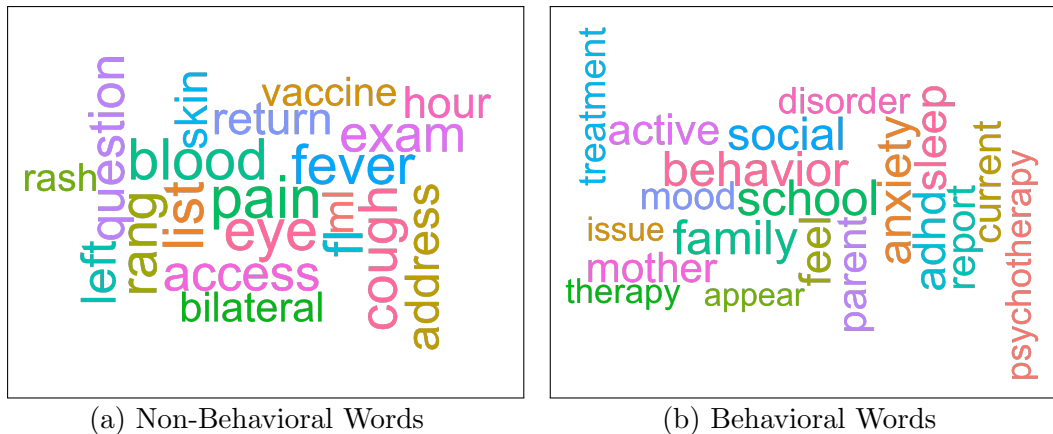 question
skin
vaccine
hour
return
exam
rash
blood
fever
pain
list
rang
left
eye
ml
fl
cough
address
access
bilateral
(a) Non-Behavioral Words
treatment
disorder
active
social
behavior
anxiety
sleep
current
mood
school
issue
family
feel
parent
adhd
report
psychotherapy
mother
therapy
appear
(b) Behavioral Words